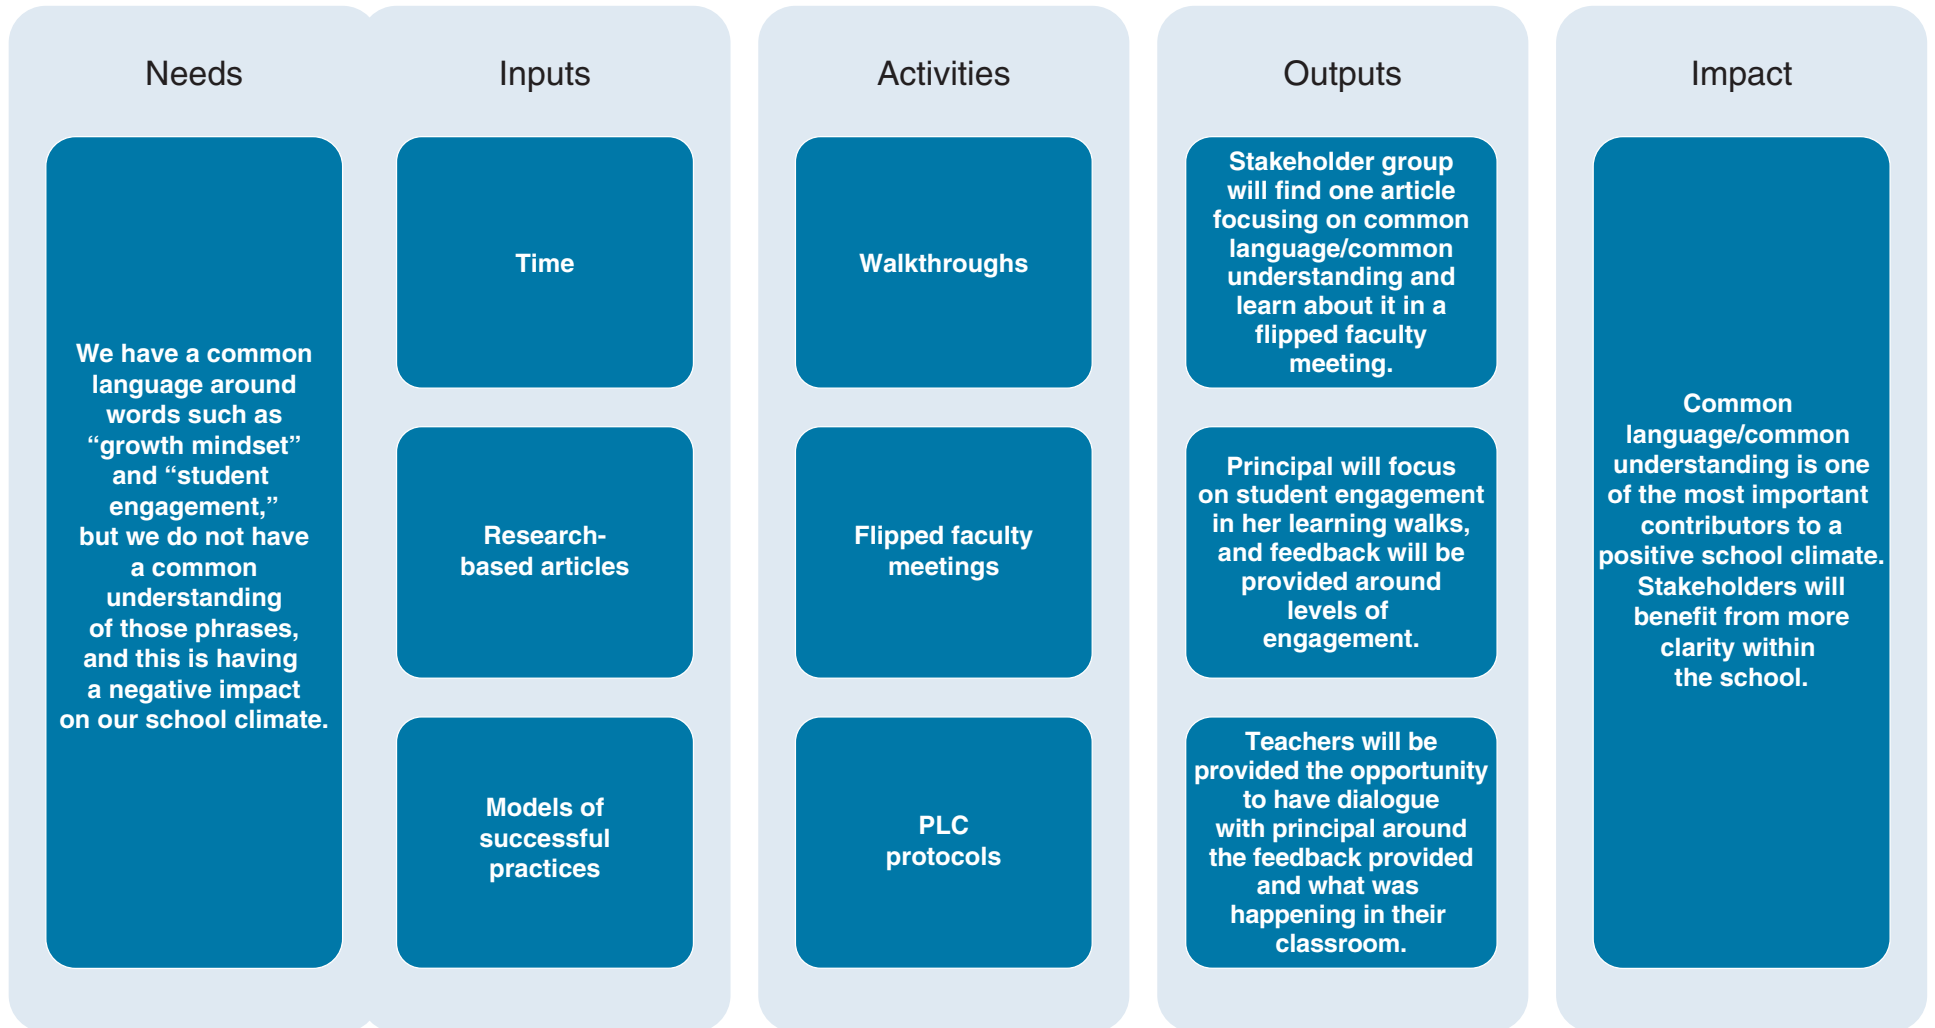 Needs
We have a common
language around
words such as
“growth mindset”
and “student
engagement,”
but we do not have
a common
understanding
of those phrases,
and this is having
a negative impact
on our school climate.
Inputs
Time
Research-
based articles
Models of
successful
practices
Activities
Walkthroughs
Flipped faculty
meetings
PLC
protocols
Outputs
Stakeholder group
will find one article
focusing on common
language/common
understanding and
learn about it in a
flipped faculty
meeting.
Principal will focus
on student engagement
in her learning walks,
and feedback will be
provided around
levels of
engagement.
Teachers will be
provided the opportunity
to have dialogue
with principal around
the feedback provided
and what was
happening in their
classroom.
Impact
Common
language/common
understanding is one
of the most important
contributors to a
positive school climate.
Stakeholders will
benefit from more
clarity within
the school.